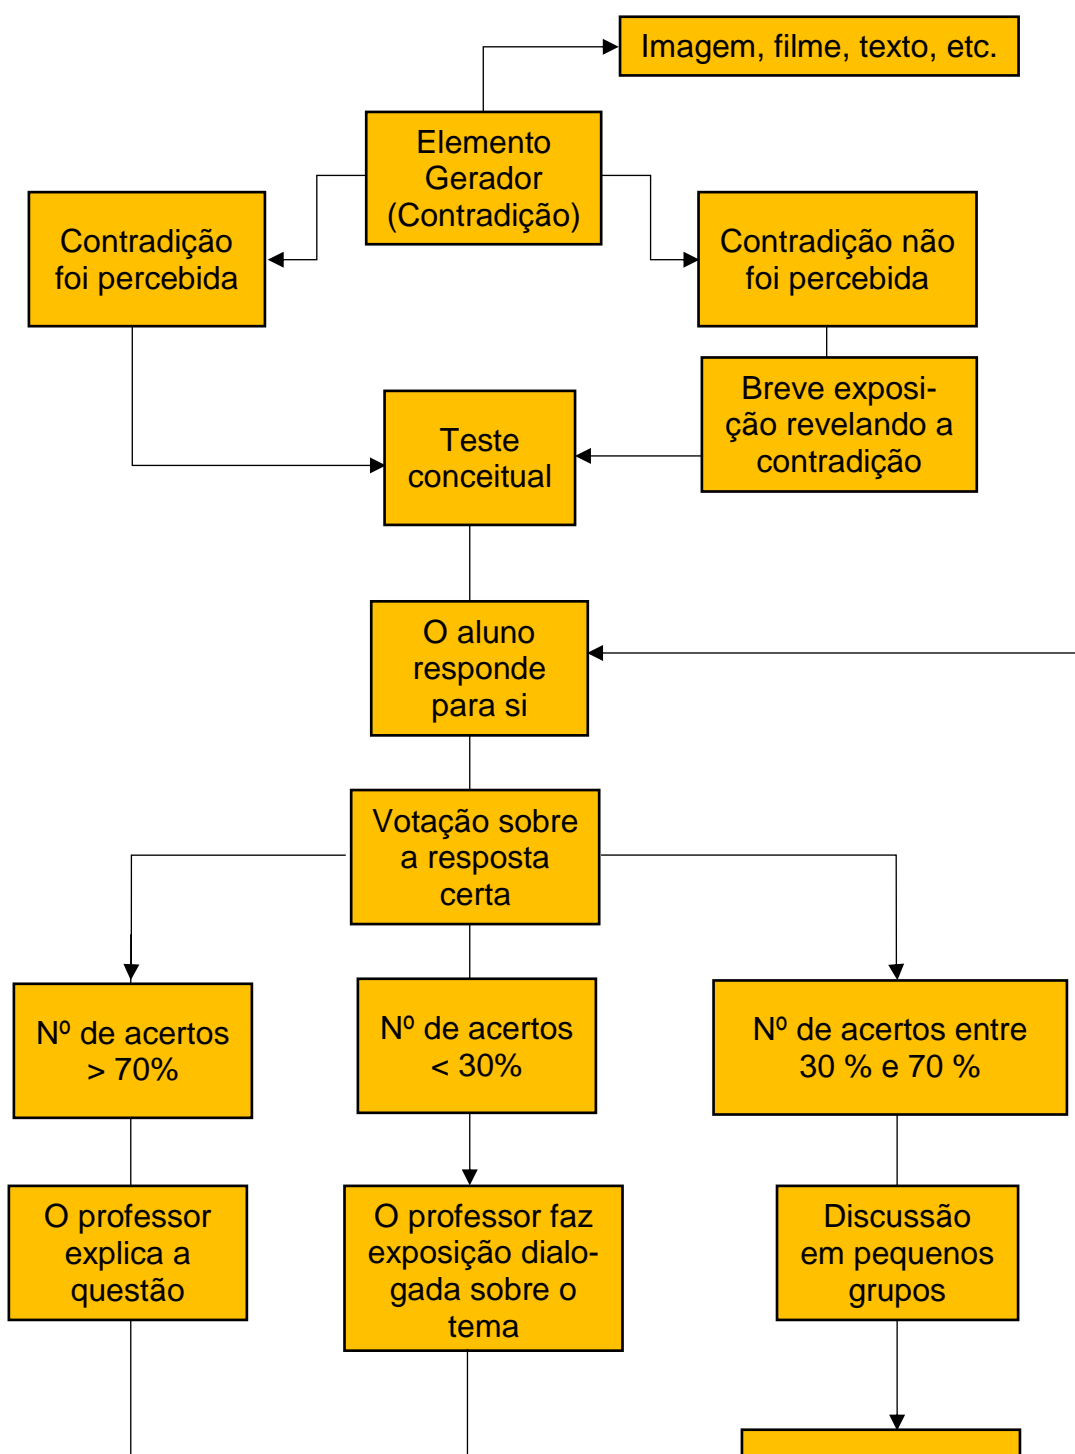 Imagem, filme, texto, etc.
Elemento
Gerador
(Contradição)
Contradição
foi percebida
Contradição não
foi percebida
Breve exposi-
ção revelando a
contradição
Teste
conceitual
O aluno
responde
para si
Votação sobre
a resposta
certa
Nº de acertos
> 70%
Nº de acertos
< 30%
Nº de acertos entre
30 % e 70 %
O professor
explica a
questão
O professor faz
exposição dialo-
gada sobre o
tema
Discussão
em pequenos
grupos